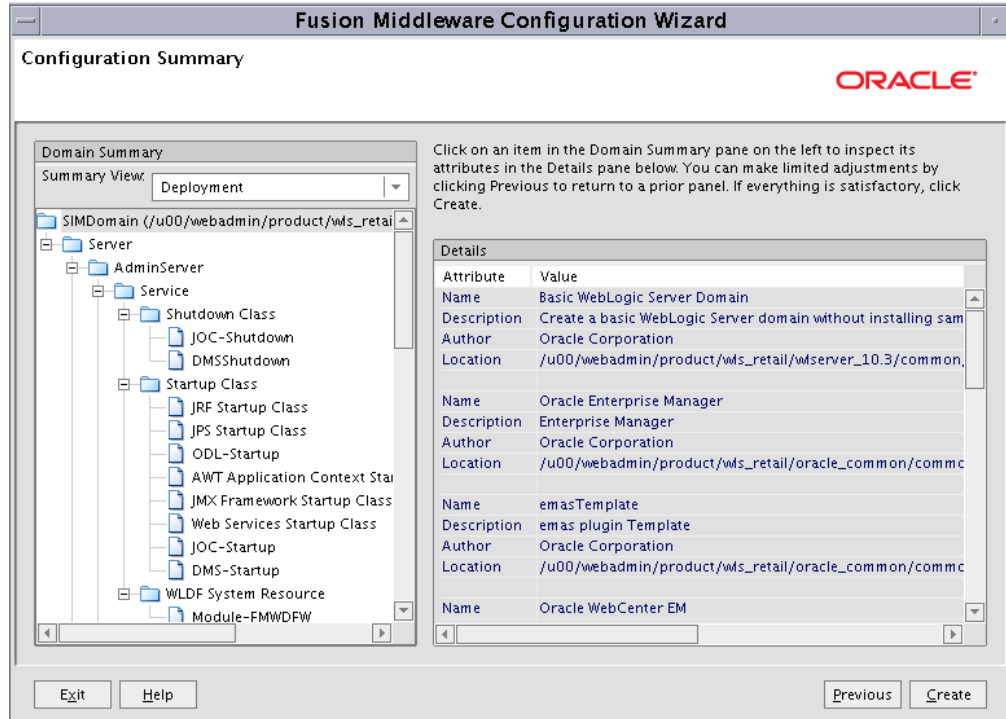 Fusion Middleware Configuration Wizard
Configuration Summary
ORACLE
Domain Summary
Summary View:
Deployment
SIMDomain (/u00/webadmin/product/wls_retai
Server
AdminServer
Service
Shutdown Class
JOC-Shutdown
DMSShutdown
Startup Class
JRF Startup Class
JPS Startup Class
ODL-Startup
AWT Application Context Star
JMX Framework Startup Class
Web Services Startup Class
JOC-Startup
DMS-Startup
WLDF System Resource
Module-FMWDFW
Click on an item in the Domain Summary pane on the left to inspect its
attributes in the Details pane below. You can make limited adjustments by
clicking Previous to return to a prior panel. If everything is satisfactory, click
Create.
Details
Attribute Value
Name Basic WebLogic Server Domain
Description Create a basic WebLogic Server domain without installing sam
Author Oracle Corporation
Location /u00/webadmin/product/wls_retail/wlserver_10.3/common,
Name Oracle Enterprise Manager
Description Enterprise Manager
Author Oracle Corporation
Location /u00/webadmin/product/wls_retail/oracle_common/commc
Name emasTemplate
Description emas plugin Template
Author Oracle Corporation
Location /u00/webadmin/product/wls_retail/oracle_common/commc
Name Oracle WebCenter EM
Exit Help Previous Create